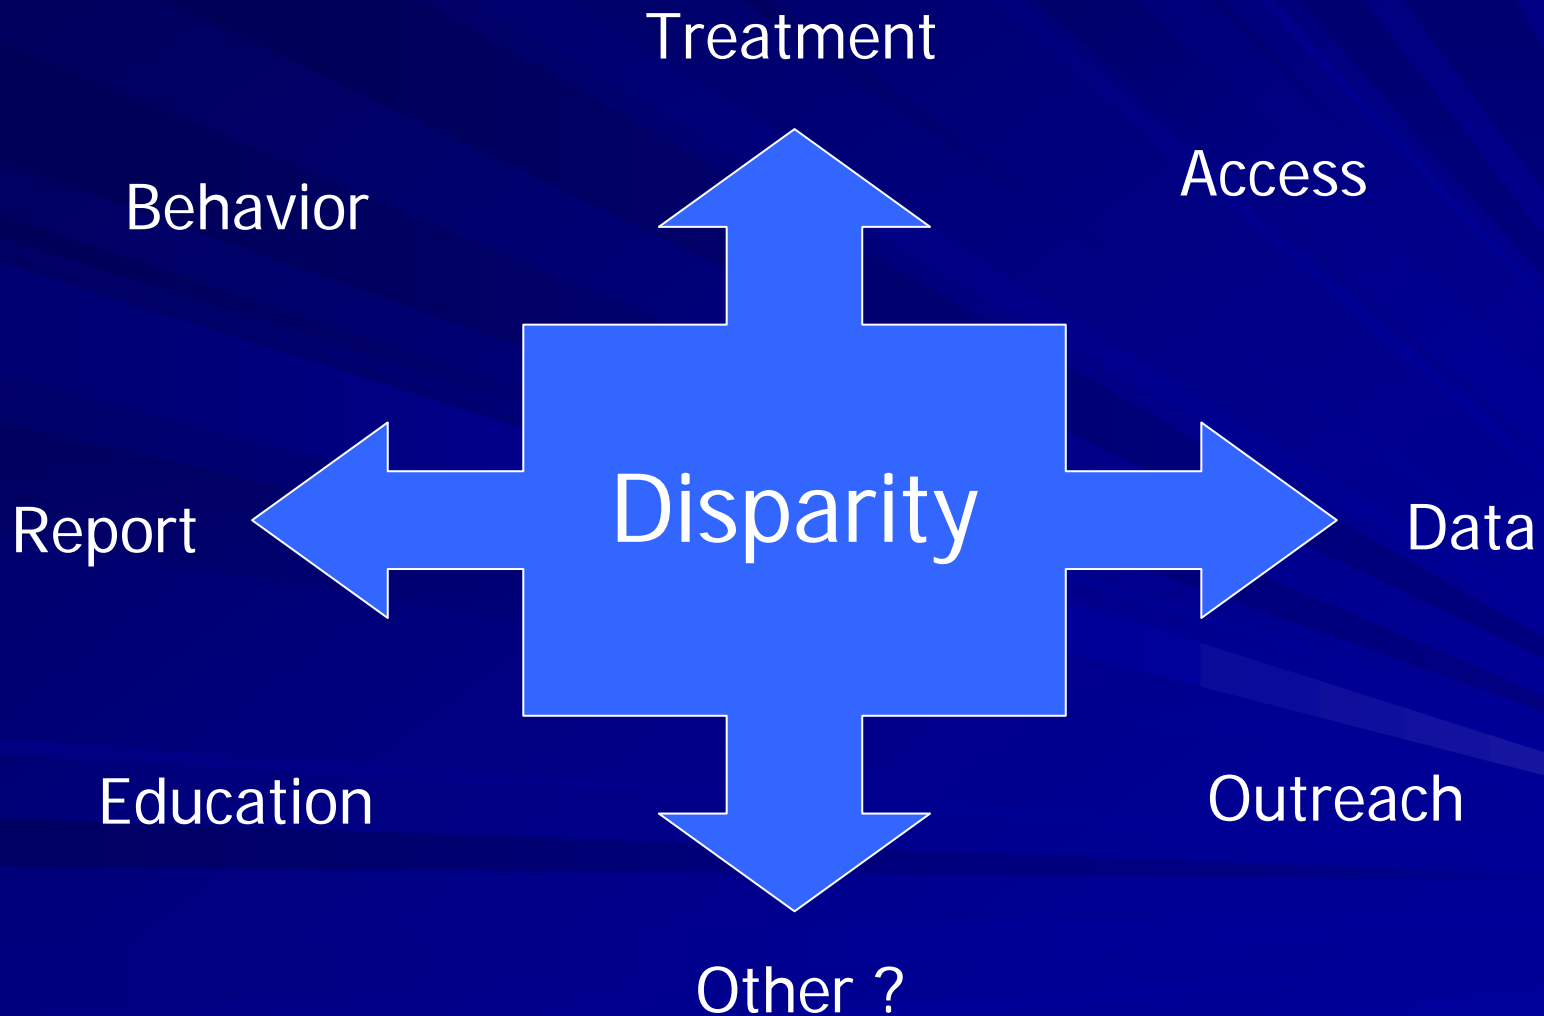 Treatment
Access
Behavior
Disparity
Report
Data
Education
Outreach
Other ?